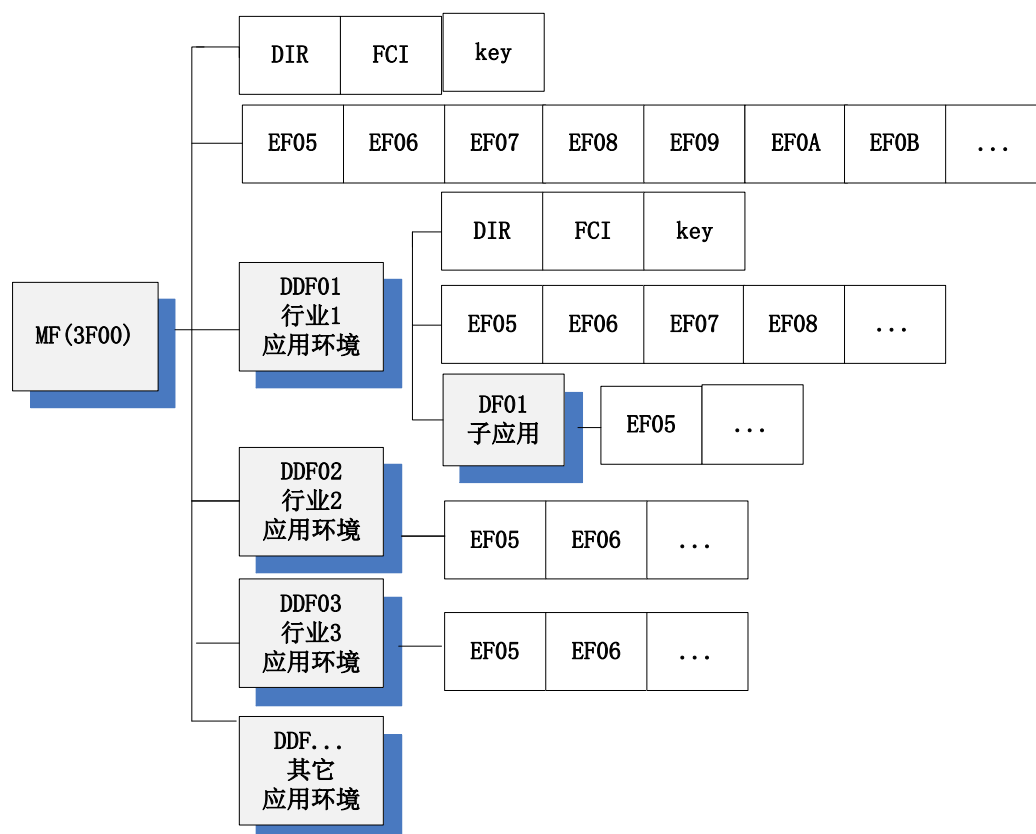 DIR FCI key
EF05 EF06 EF07 EF08 EF09 EF0A EF0B ...
DIR FCI key
MF(3F00)
DDF01
行业1
应用环境
EF05 EF06 EF07 EF08 ...
DF01
子应用
EF05 ...
DDF02
行业2
应用环境
EF05 EF06 ...
DDF03
行业3
应用环境
EF05 EF06 ...
DDF...
其它
应用环境